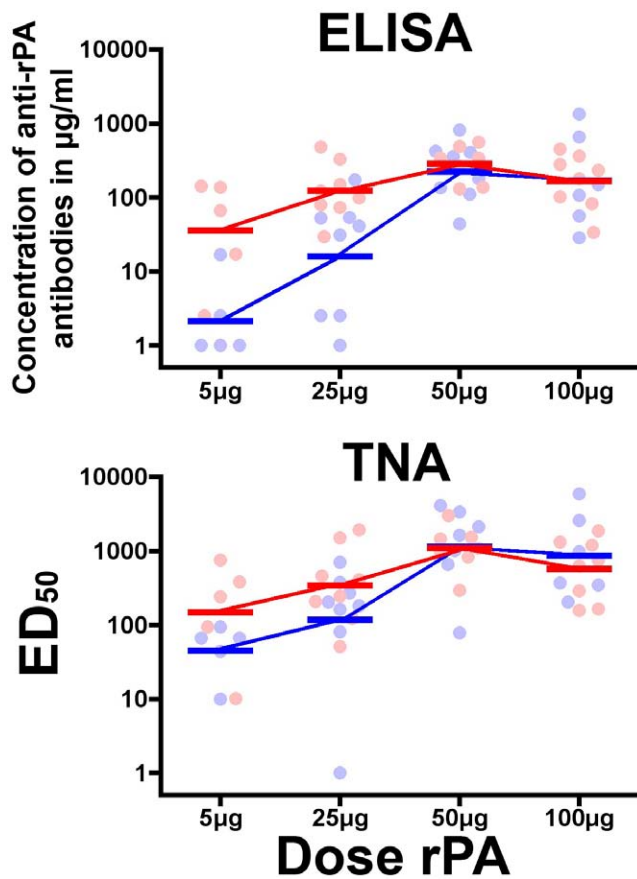 ELISA
Concentration of anti-rPA
antibodies in µg/ml
10000
1000
100
10
1
5µg 25µg 50µg 100µg
TNA
ED50
10000
1000
100
10
1
5µg 25µg 50µg 100µg
Dose rPA